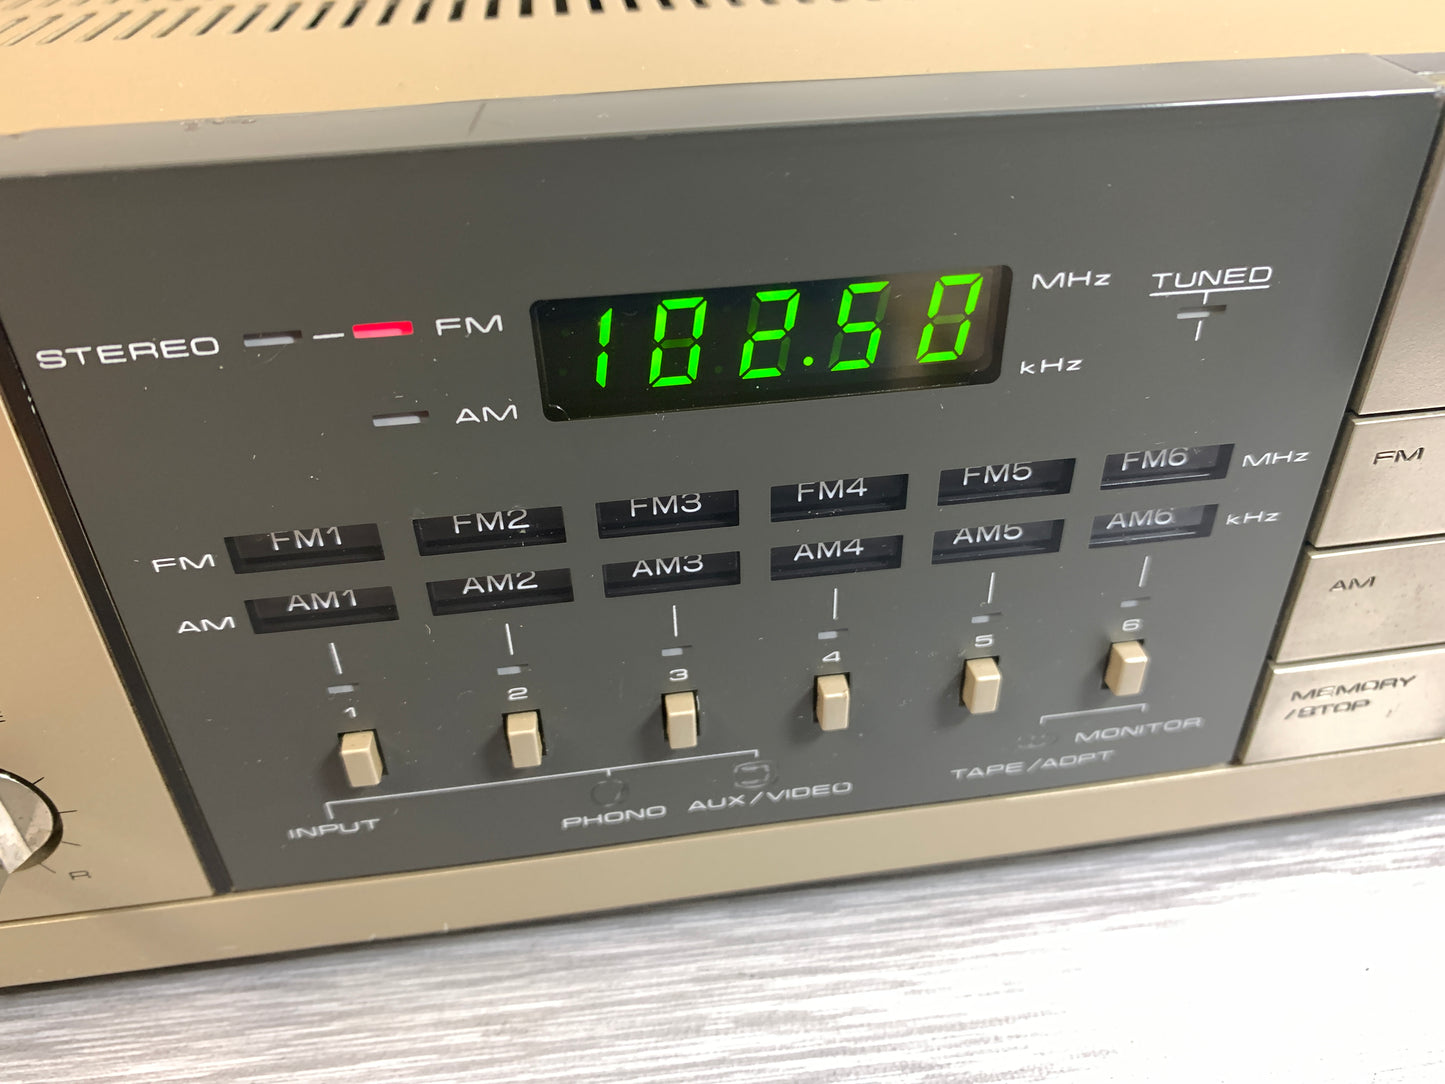 STEREO
FM
AM
102.50
MHz
kHz
TUNED
FM FM1 FM2 FM3 FM4 FM5 FM6 MHz
AM AM1 AM2 AM3 AM4 AM5 AM6 kHz
1 2 3 4 5 6
INPUT PHONO AUX/VIDEO
MONITOR
TAPE/ADPT
FM
AM
MEMORY
/STOP
R